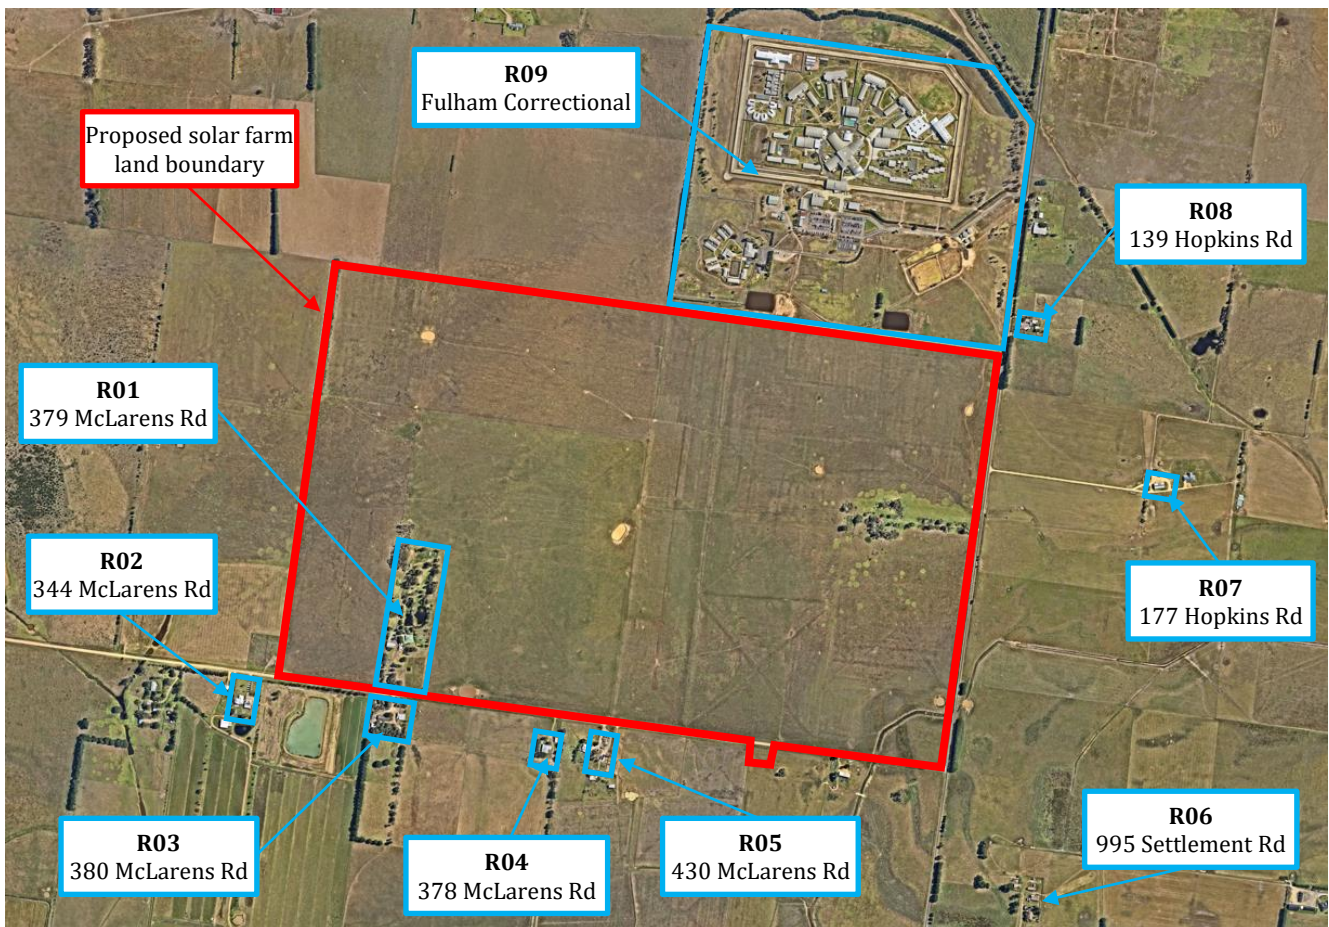 R09
Fulham Correctional
Proposed solar farm
land boundary
R08
139 Hopkins Rd
R01
379 McLarens Rd
R02
344 McLarens Rd
R07
177 Hopkins Rd
R03
380 McLarens Rd
R04
378 McLarens Rd
R05
430 McLarens Rd
R06
995 Settlement Rd